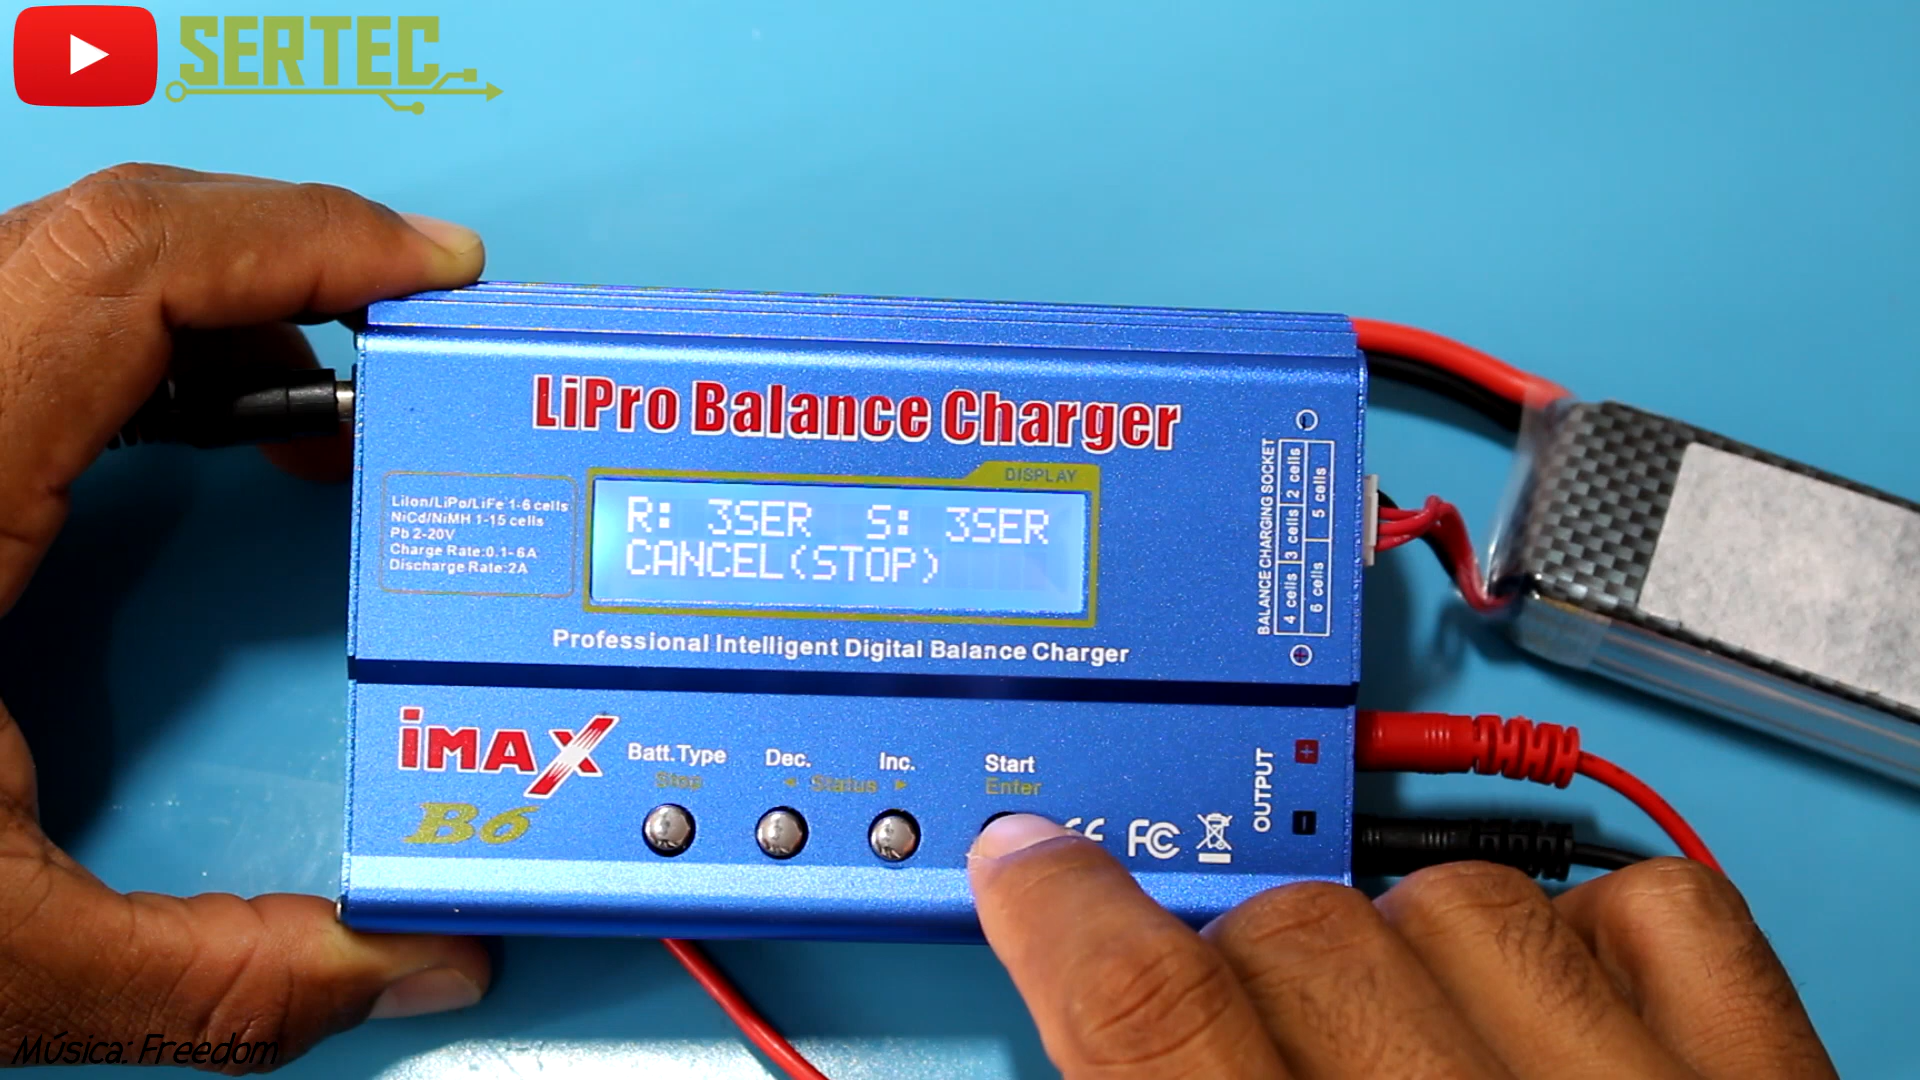 SERTEC
LiPro Balance Charger
DISPLAY
LiIon/LiPo/LiFe 1-6 cells
NiCd/NiMH 1-15 cells
Pb 2-20V
Charge Rate:0.1-6A
Discharge Rate:2A
R: 3SER S: 3SER
CANCEL(STOP)
Professional Intelligent Digital Balance Charger
BALANCE CHARGING SOCKET
4 cells 3 cells 2 cells
6 cells 5 cells
iMAX
B6
Batt.Type
Stop
Dec.
Inc.
◄ Status ►
Start
Enter
CE
FC
OUTPUT
+
-
Música: Freedom